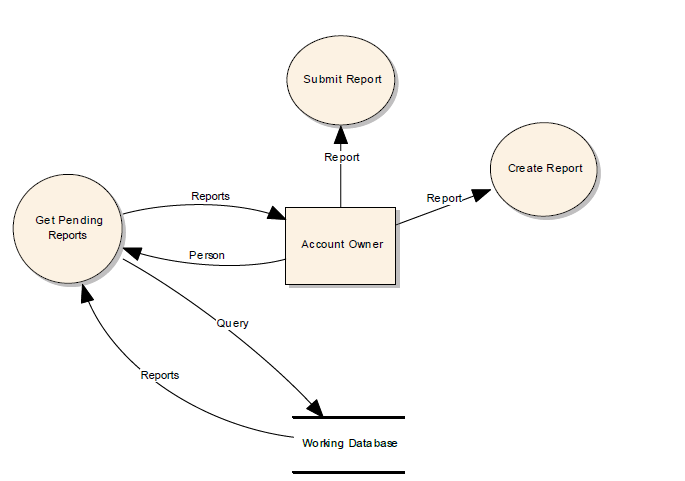 Submit Report
Report
Create Report
Report
Reports
Get Pending
Reports
Account Owner
Person
Query
Reports
Working Database